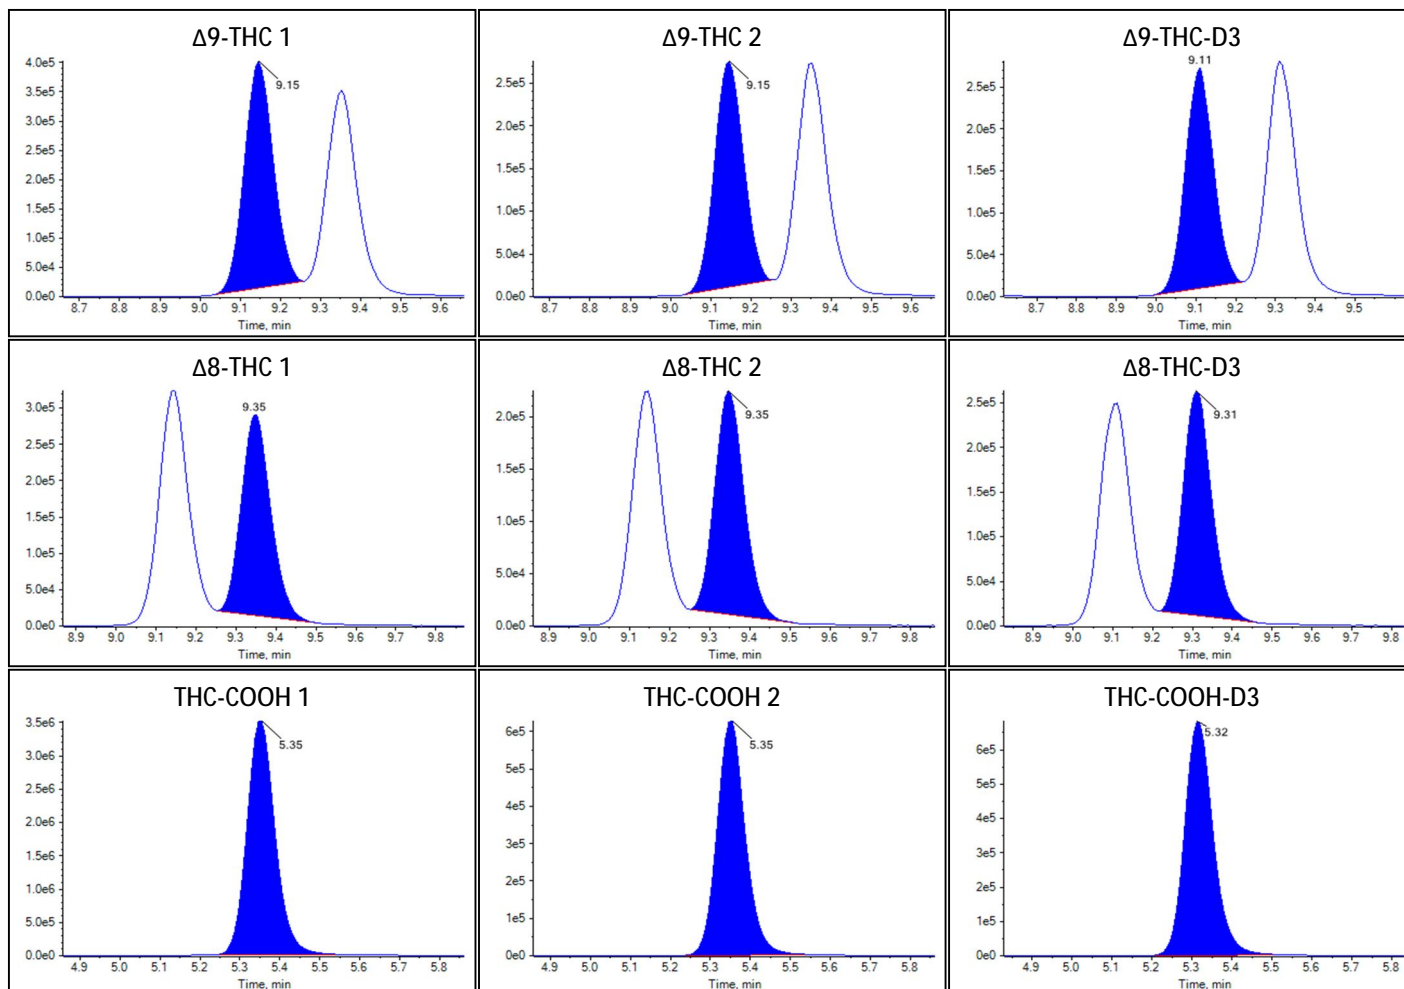 Δ9-THC 1
4.0e5
3.5e5
3.0e5
2.5e5
2.0e5
1.5e5
1.0e5
5.0e4
0.0e0
9.15
8.7 8.8 8.9 9.0 9.1 9.2 9.3 9.4 9.5 9.6
Time, min
Δ9-THC 2
2.5e5
2.0e5
1.5e5
1.0e5
5.0e4
0.0e0
9.15
8.7 8.8 8.9 9.0 9.1 9.2 9.3 9.4 9.5 9.6
Time, min
Δ9-THC-D3
9.11
2.5e5
2.0e5
1.5e5
1.0e5
5.0e4
0.0e0
8.7 8.8 8.9 9.0 9.1 9.2 9.3 9.4 9.5
Time, min
Δ8-THC 1
9.35
3.0e5
2.5e5
2.0e5
1.5e5
1.0e5
5.0e4
0.0e0
8.9 9.0 9.1 9.2 9.3 9.4 9.5 9.6 9.7 9.8
Time, min
Δ8-THC 2
9.35
2.0e5
1.5e5
1.0e5
5.0e4
0.0e0
8.9 9.0 9.1 9.2 9.3 9.4 9.5 9.6 9.7 9.8
Time, min
Δ8-THC-D3
9.31
2.5e5
2.0e5
1.5e5
1.0e5
5.0e4
0.0e0
8.9 9.0 9.1 9.2 9.3 9.4 9.5 9.6 9.7 9.8
Time, min
THC-COOH 1
3.5e6
3.0e6
2.5e6
2.0e6
1.5e6
1.0e6
5.0e5
0.0e0
5.35
4.9 5.0 5.1 5.2 5.3 5.4 5.5 5.6 5.7 5.8
Time, min
THC-COOH 2
6e5
5e5
4e5
3e5
2e5
1e5
0e0
5.35
4.9 5.0 5.1 5.2 5.3 5.4 5.5 5.6 5.7 5.8
Time, min
THC-COOH-D3
5.32
6e5
5e5
4e5
3e5
2e5
1e5
0e0
4.9 5.0 5.1 5.2 5.3 5.4 5.5 5.6 5.7 5.8
Time, min